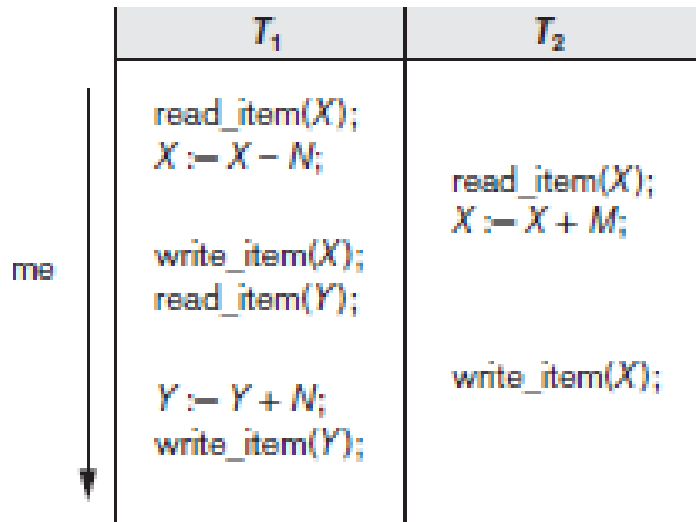 T₁ T₂
read_item(X);
X := X – N;
read_item(X);
X := X + M;
write_item(X);
me
read_item(Y);
write_item(X);
Y := Y + N;
write_item(Y);